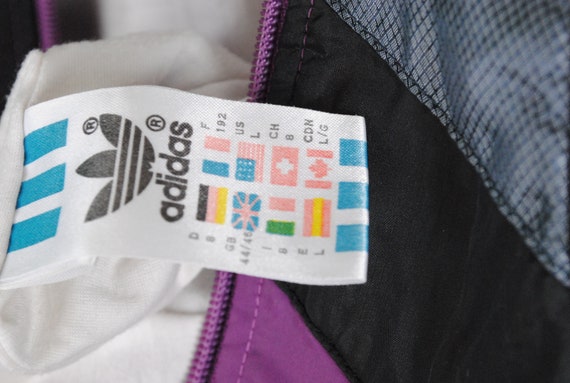 ® ®
adidas
F US CH CDN
192 L 8 L/G
D GB I E
8 44/46 8 L